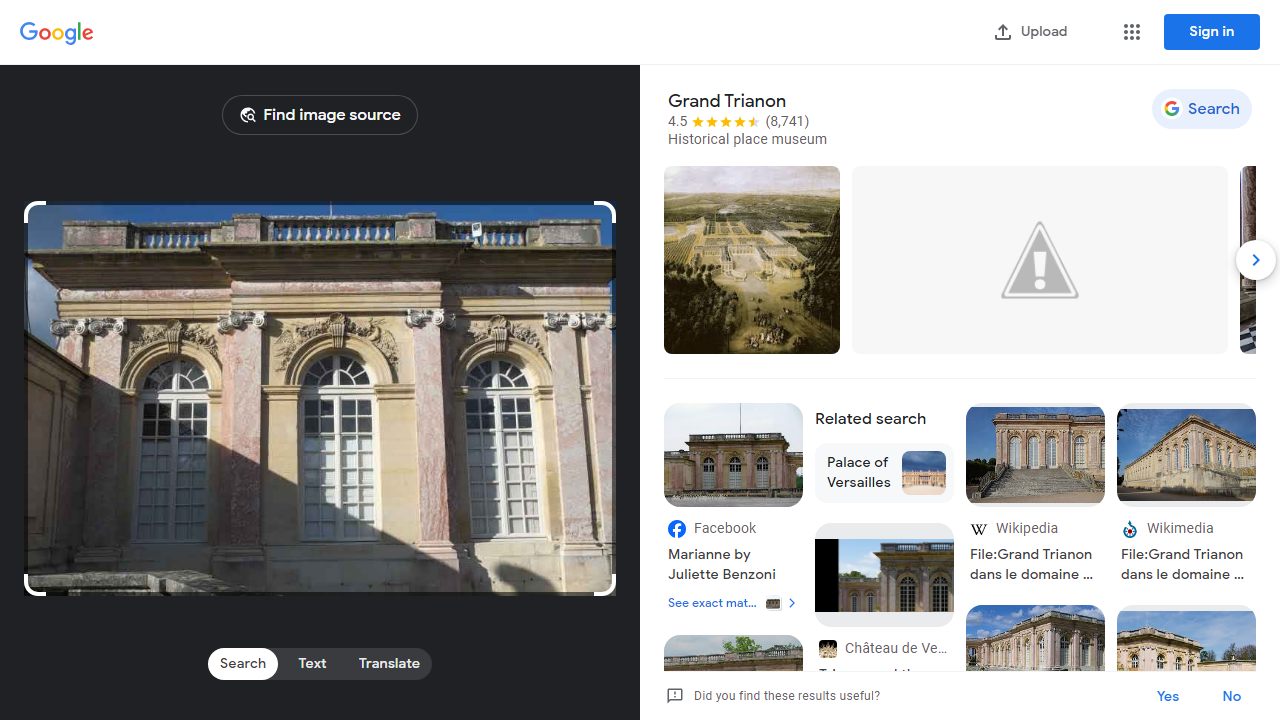 Google
Upload
Sign in
Find image source
Search
Text
Translate
Grand Trianon
4.5 (8,741)
Historical place museum
Search
Facebook
Marianne by
Juliette Benzoni
See exact mat...
Related search
Palace of
Versailles
Château de Ve...
Wikipedia
File:Grand Trianon
dans le domaine ...
Wikimedia
File:Grand Trianon
dans le domaine ...
Did you find these results useful?
Yes
No